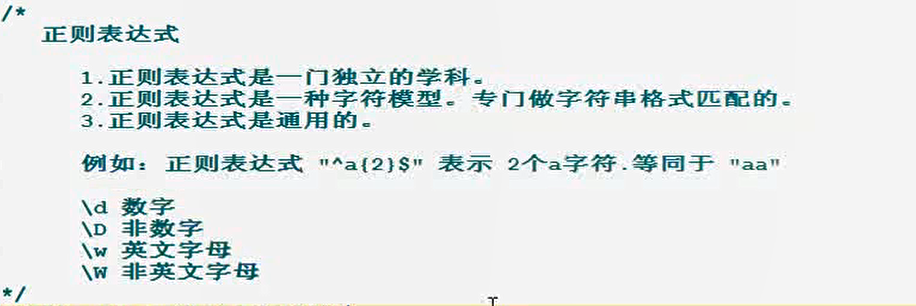 /*
正则表达式
1.正则表达式是一门独立的学科。
2.正则表达式是一种字符模型。专门做字符串格式匹配的。
3.正则表达式是通用的。
例如：正则表达式 "^a{2}$" 表示 2个a字符.等同于 "aa"
\d 数字
\D 非数字
\w 英文字母
\W 非英文字母
*/